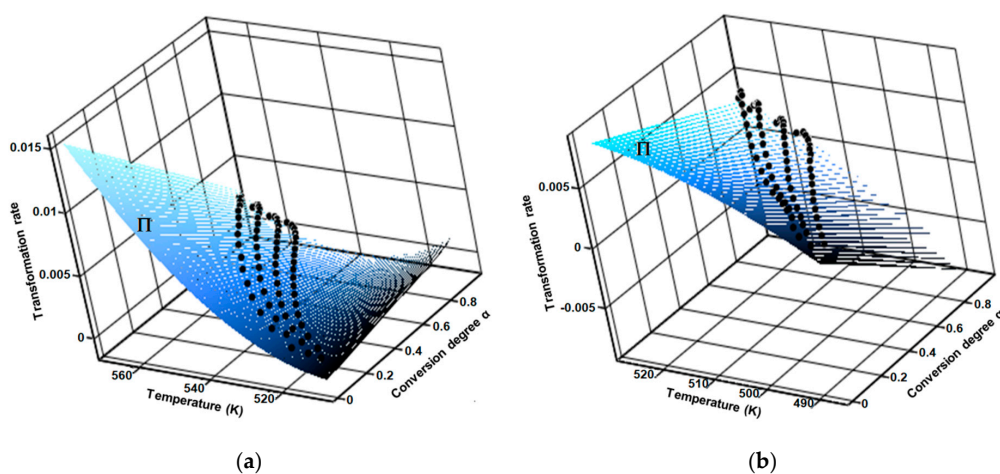 0.015
0.01
0.005
0
Transformation rate
Π
560
540
520
Temperature (K)
0
0.2
0.4
0.6
0.8
Conversion degree α
(a)
0.005
0
-0.005
Transformation rate
Π
520
510
500
490
Temperature (K)
0
0.2
0.4
0.6
0.8
Conversion degree α
(b)